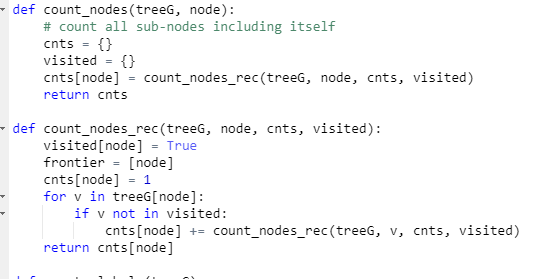 def count_nodes(treeG, node):
    # count all sub-nodes including itself
    cnts = {}
    visited = {}
    cnts[node] = count_nodes_rec(treeG, node, cnts, visited)
    return cnts
def count_nodes_rec(treeG, node, cnts, visited):
    visited[node] = True
    frontier = [node]
    cnts[node] = 1
    for v in treeG[node]:
        if v not in visited:
            cnts[node] += count_nodes_rec(treeG, v, cnts, visited)
    return cnts[node]